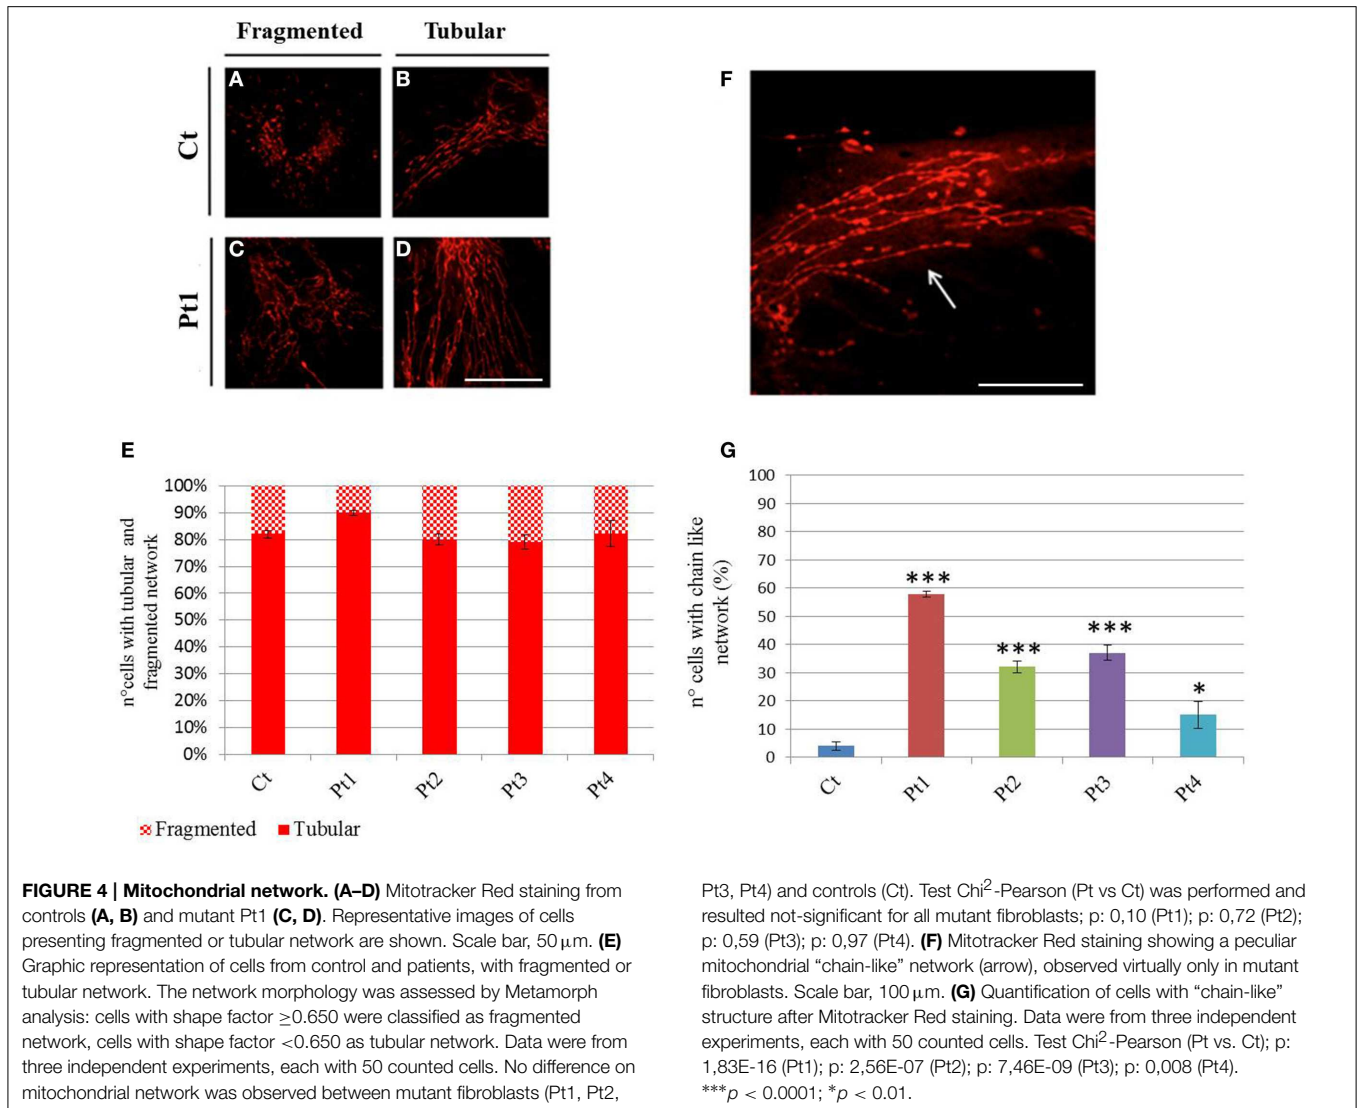 Fragmented Tubular
A B
Ct
C D
Pt1
F
E
100%
90%
80%
70%
60%
50%
40%
30%
20%
10%
0%
n°cells with tubular and
fragmented network
Ct Pt1 Pt2 Pt3 Pt4
Fragmented Tubular
G
100
90
80
70
60
50
40
30
20
10
0
n° cells with chain like
network (%)
*** *** *** *
Ct Pt1 Pt2 Pt3 Pt4
FIGURE 4 | Mitochondrial network. (A–D) Mitotracker Red staining from
controls (A, B) and mutant Pt1 (C, D). Representative images of cells
presenting fragmented or tubular network are shown. Scale bar, 50 μm. (E)
Graphic representation of cells from control and patients, with fragmented or
tubular network. The network morphology was assessed by Metamorph
analysis: cells with shape factor ≥0.650 were classified as fragmented
network, cells with shape factor <0.650 as tubular network. Data were from
three independent experiments, each with 50 counted cells. No difference on
mitochondrial network was observed between mutant fibroblasts (Pt1, Pt2,
Pt3, Pt4) and controls (Ct). Test Chi²-Pearson (Pt vs Ct) was performed and
resulted not-significant for all mutant fibroblasts; p: 0,10 (Pt1); p: 0,72 (Pt2);
p: 0,59 (Pt3); p: 0,97 (Pt4). (F) Mitotracker Red staining showing a peculiar
mitochondrial “chain-like” network (arrow), observed virtually only in mutant
fibroblasts. Scale bar, 100 μm. (G) Quantification of cells with “chain-like”
structure after Mitotracker Red staining. Data were from three independent
experiments, each with 50 counted cells. Test Chi²-Pearson (Pt vs. Ct); p:
1,83E-16 (Pt1); p: 2,56E-07 (Pt2); p: 7,46E-09 (Pt3); p: 0,008 (Pt4).
***p < 0.0001; *p < 0.01.